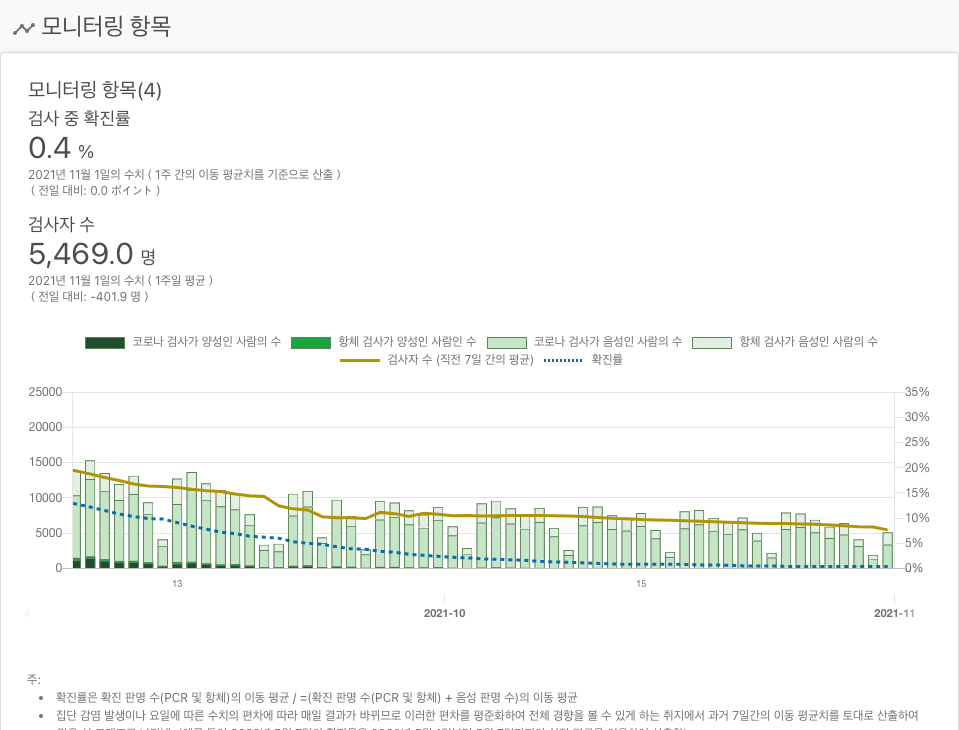 모니터링 항목
모니터링 항목(4)
검사 중 확진률
0.4 %
2021년 11월 1일의 수치 ( 1주 간의 이동 평균치를 기준으로 산출 )
( 전일 대비: 0.0 ポイント )
검사자 수
5,469.0 명
2021년 11월 1일의 수치 ( 1주일 평균 )
( 전일 대비: -401.9 명 )
코로나 검사가 양성인 사람의 수 항체 검사가 양성인 사람인 수 코로나 검사가 음성인 사람의 수 항체 검사가 음성인 사람의 수
검사자 수 (직전 7일 간의 평균) 확진률
25000 35%
30%
20000
25%
15000 20%
10000 15%
10%
5000 5%
0 0%
13 15
2021-10 2021-11
주:
확진률은 확진 판명 수(PCR 및 항체)의 이동 평균 / =(확진 판명 수(PCR 및 항체) + 음성 판명 수)의 이동 평균
집단 감염 발생이나 요일에 따른 수치의 편차에 따라 매일 결과가 바뀌므로 이러한 편차를 평준화하여 전체 경향을 볼 수 있게 하는 취지에서 과거 7일간의 이동 평균치를 토대로 산출하여